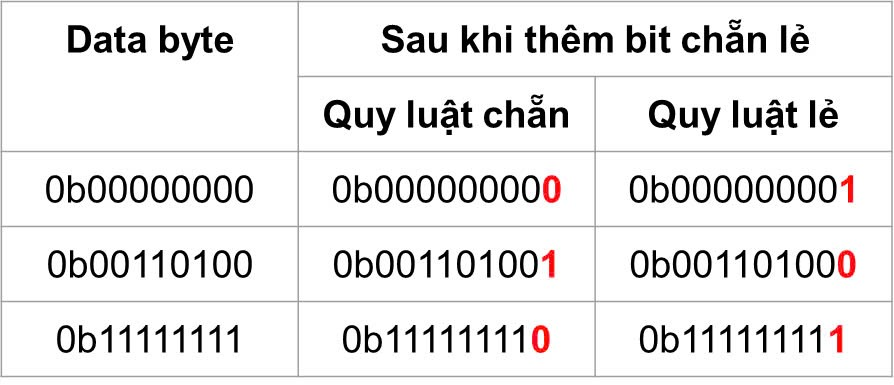 Data byte Sau khi thêm bit chẵn lẻ
Quy luật chẵn Quy luật lẻ
0b00000000 0b000000000 0b000000001
0b00110100 0b001101001 0b001101000
0b11111111 0b111111110 0b111111111